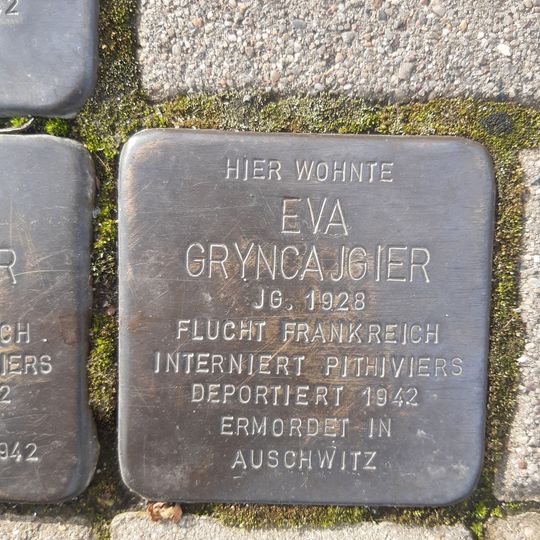 HIER WOHNTE
EVA
GRYNCAJGIER
JG. 1928
FLUCHT FRANKREICH
INTERNIERT PITHIVIERS
DEPORTIERT 1942
ERMORDET IN
AUSCHWITZ